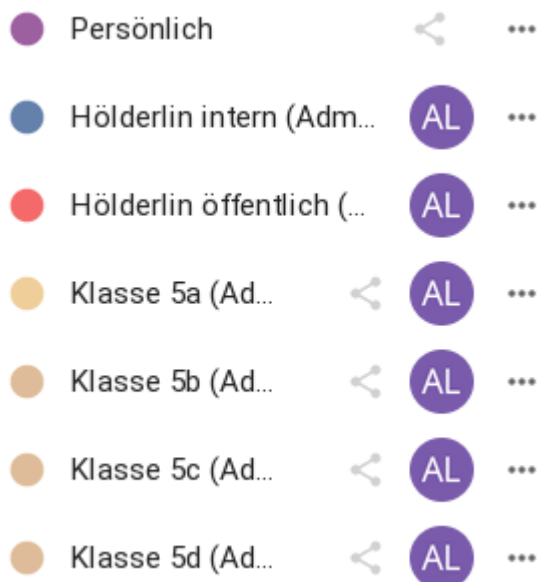 Persönlich
Hölderlin intern (Adm... AL
Hölderlin öffentlich (... AL
Klasse 5a (Ad... AL
Klasse 5b (Ad... AL
Klasse 5c (Ad... AL
Klasse 5d (Ad... AL